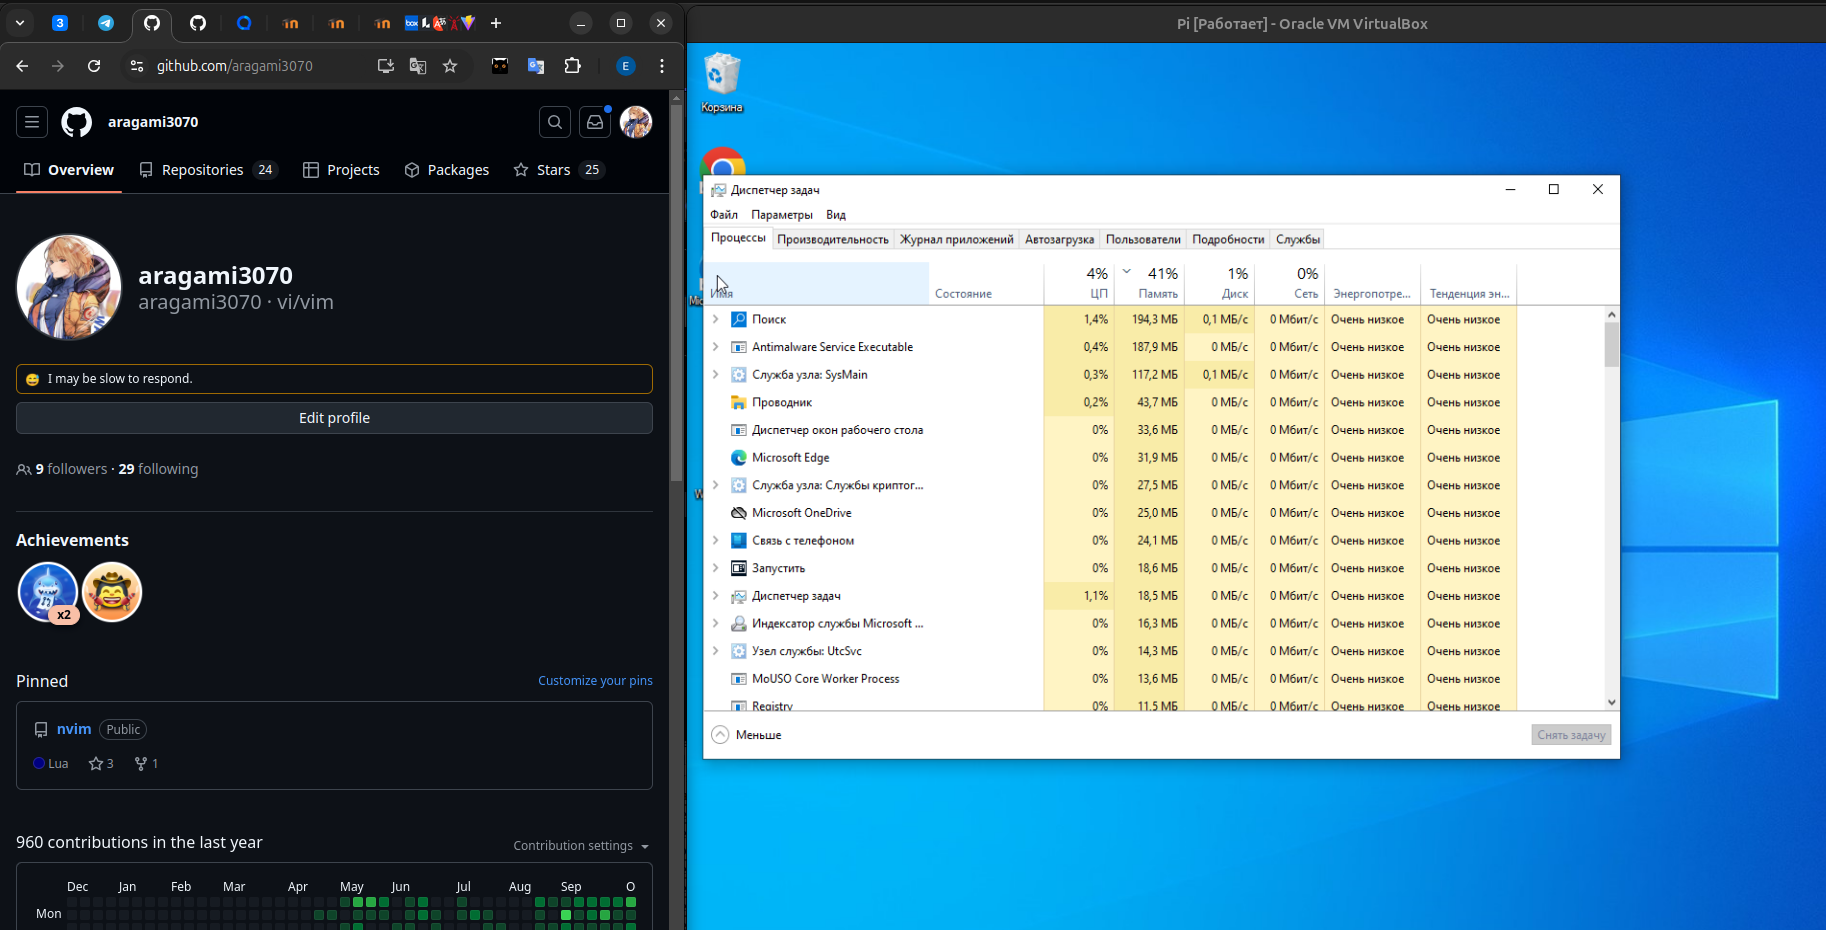 3
box
github.com/aragami3070
E
aragami3070
Overview
Repositories 24
Projects
Packages
Stars 25
aragami3070
aragami3070 · vi/vim
I may be slow to respond.
Edit profile
9 followers · 29 following
Achievements
x2
Pinned
Customize your pins
nvim Public
Lua 3 1
960 contributions in the last year
Contribution settings
Dec Jan Feb Mar Apr May Jun Jul Aug Sep O
Mon
Pi [Работает] - Oracle VM VirtualBox
Корзина
Диспетчер задач
Файл Параметры Вид
Процессы Производительность Журнал приложений Автозагрузка Пользователи Подробности Службы
4% 41% 1% 0%
Имя Состояние ЦП Память Диск Сеть Энергопотре... Тенденция эн...
Поиск 1,4% 194,3 МБ 0,1 МБ/с 0 Мбит/с Очень низкое Очень низкое
Antimalware Service Executable 0,4% 187,9 МБ 0 МБ/с 0 Мбит/с Очень низкое Очень низкое
Служба узла: SysMain 0,3% 117,2 МБ 0,1 МБ/с 0 Мбит/с Очень низкое Очень низкое
Проводник 0,2% 43,7 МБ 0 МБ/с 0 Мбит/с Очень низкое Очень низкое
Диспетчер окон рабочего стола 0% 33,6 МБ 0 МБ/с 0 Мбит/с Очень низкое Очень низкое
Microsoft Edge 0% 31,9 МБ 0 МБ/с 0 Мбит/с Очень низкое Очень низкое
Служба узла: Службы криптог... 0% 27,5 МБ 0 МБ/с 0 Мбит/с Очень низкое Очень низкое
Microsoft OneDrive 0% 25,0 МБ 0 МБ/с 0 Мбит/с Очень низкое Очень низкое
Связь с телефоном 0% 24,1 МБ 0 МБ/с 0 Мбит/с Очень низкое Очень низкое
Запустить 0% 18,6 МБ 0 МБ/с 0 Мбит/с Очень низкое Очень низкое
Диспетчер задач 1,1% 18,5 МБ 0 МБ/с 0 Мбит/с Очень низкое Очень низкое
Индексатор службы Microsoft ... 0% 16,3 МБ 0 МБ/с 0 Мбит/с Очень низкое Очень низкое
Узел службы: UtcSvc 0% 14,3 МБ 0 МБ/с 0 Мбит/с Очень низкое Очень низкое
MoUSO Core Worker Process 0% 13,6 МБ 0 МБ/с 0 Мбит/с Очень низкое Очень низкое
Registry 0% 11,5 МБ 0 МБ/с 0 Мбит/с Очень низкое Очень низкое
Меньше
Снять задачу